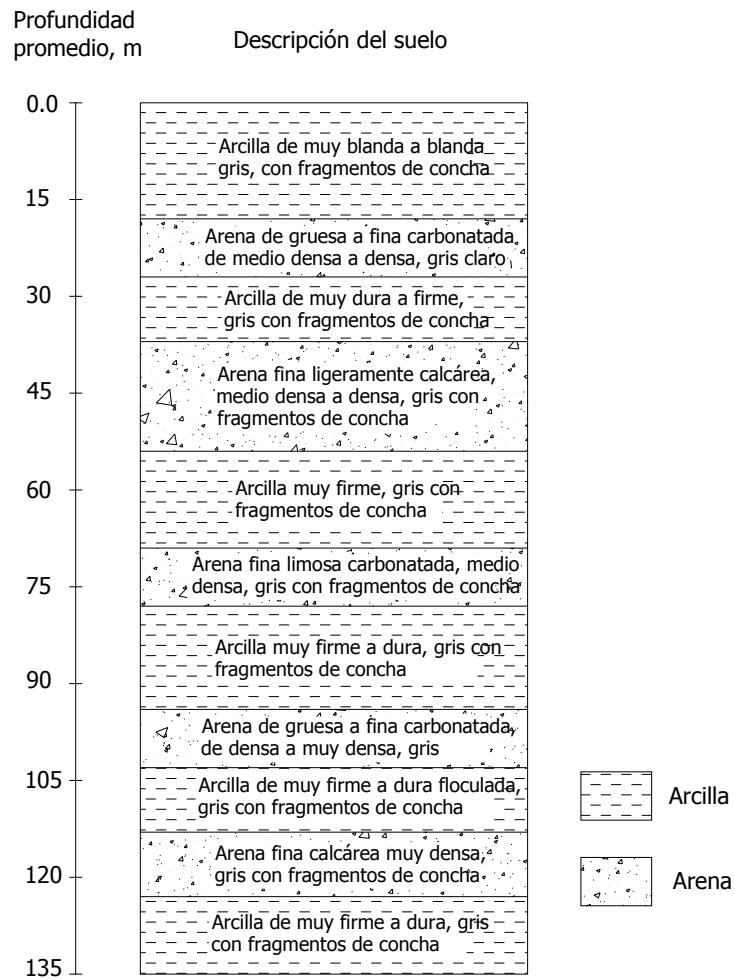 Profundidad
promedio, m
Descripción del suelo
0.0
Arcilla de muy blanda a blanda
gris, con fragmentos de concha
15
Arena de gruesa a fina carbonatada,
de medio densa a densa, gris claro
30
Arcilla de muy dura a firme,
gris con fragmentos de concha
Arena fina ligeramente calcárea,
45
medio densa a densa, gris con
fragmentos de concha
60
Arcilla muy firme, gris con
fragmentos de concha
Arena fina limosa carbonatada, medio
75
densa, gris con fragmentos de concha
Arcilla muy firme a dura, gris con
fragmentos de concha
90
Arena de gruesa a fina carbonatada,
de densa a muy densa, gris
105
Arcilla de muy firme a dura floculada,
gris con fragmentos de concha
Arcilla
Arena fina calcárea muy densa,
120
gris con fragmentos de concha
Arena
Arcilla de muy firme a dura, gris
con fragmentos de concha
135